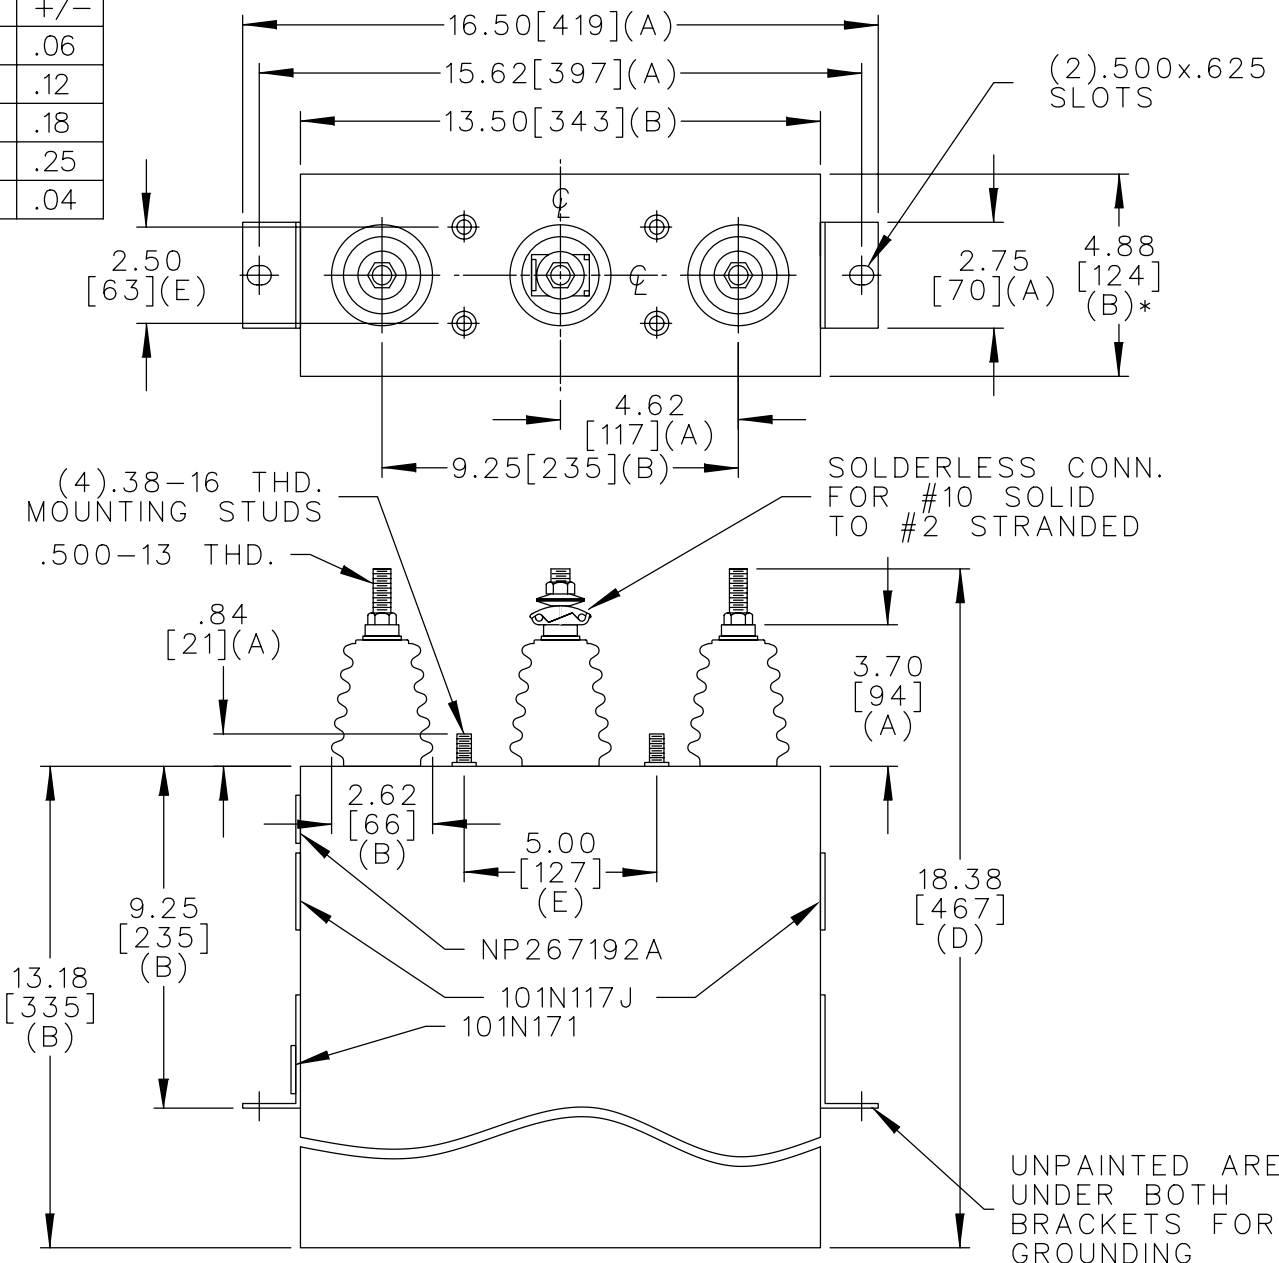 +/-
.06
.12
.18
.25
.04
16.50[419](A)
15.62[397](A)
13.50[343](B)
(2).500x.625
SLOTS
2.50
[63](E)
℄
℄
2.75
[70](A)
4.88
[124]
(B)*
4.62
[117](A)
9.25[235](B)
(4).38-16 THD.
MOUNTING STUDS
.500-13 THD.
SOLDERLESS CONN.
FOR #10 SOLID
TO #2 STRANDED
.84
[21](A)
3.70
[94]
(A)
2.62
[66]
(B)
5.00
[127]
(E)
18.38
[467]
(D)
9.25
[235]
(B)
13.18
[335]
(B)
NP267192A
101N117J
101N171
UNPAINTED ARE
UNDER BOTH
BRACKETS FOR
GROUNDING